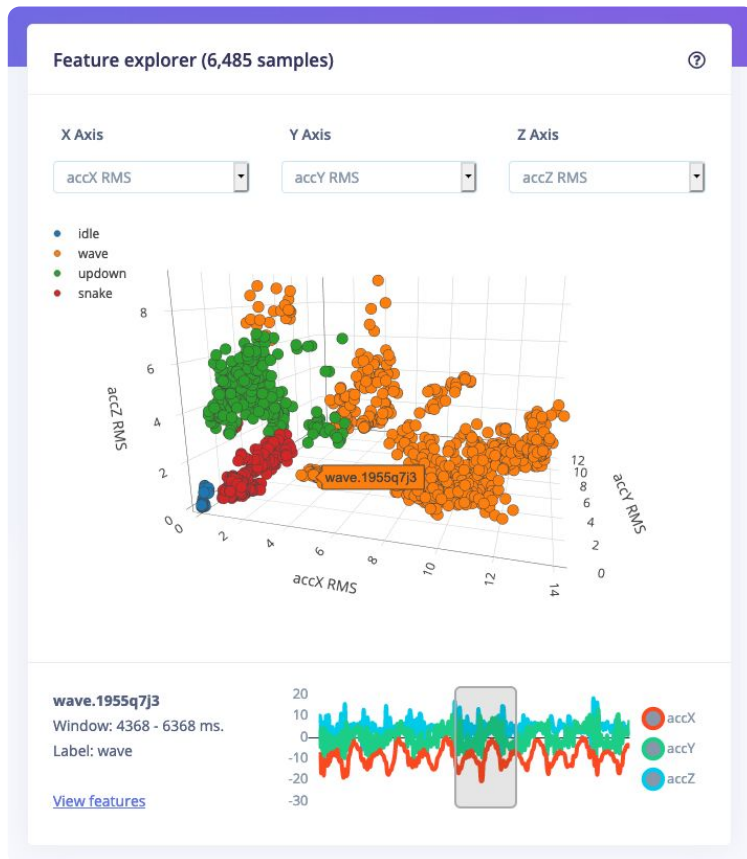 Feature explorer (6,485 samples)
X Axis
Y Axis
Z Axis
accX RMS
accY RMS
accZ RMS
idle
wave
updown
snake
8
6
4
2
0
accZ RMS
0
2
4
6
8
10
12
14
accX RMS
12
10
8
6
4
2
0
accY RMS
wave.1955q7j3
wave.1955q7j3
Window: 4368 - 6368 ms.
Label: wave
View features
20
10
0
-10
-20
-30
accX
accY
accZ